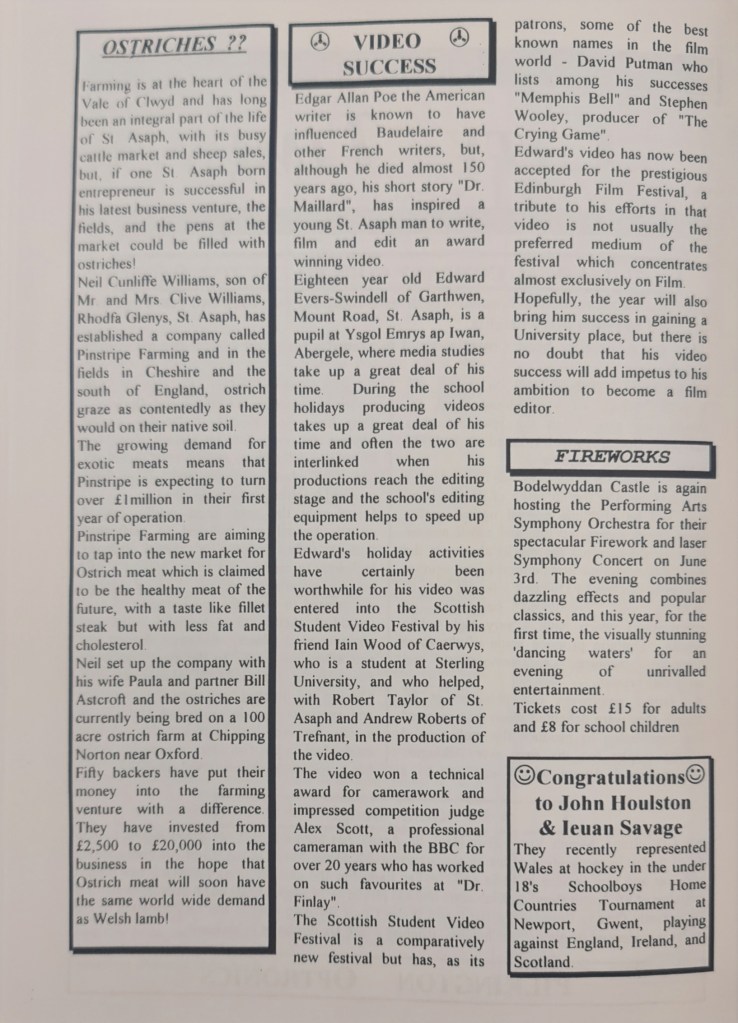 OSTRICHES ??
Farming is at the heart of the
Vale of Clwyd and has long
been an integral part of the life
of St. Asaph, with its busy
cattle market and sheep sales,
but, if one St. Asaph born
entrepreneur is successful in
his latest business venture, the
fields, and the pens at the
market could be filled with
ostriches!
Neil Cunliffe Williams, son of
Mr and Mrs. Clive Williams,
Rhodfa Glenys, St. Asaph, has
established a company called
Pinstripe Farming and in the
fields in Cheshire and the
south of England, ostrich
graze as contentedly as they
would on their native soil.
The growing demand for
exotic meats means that
Pinstripe is expecting to turn
over £1million in their first
year of operation.
Pinstripe Farming are aiming
to tap into the new market for
Ostrich meat which is claimed
to be the healthy meat of the
future, with a taste like fillet
steak but with less fat and
cholesterol.
Neil set up the company with
his wife Paula and partner Bill
Astcroft and the ostriches are
currently being bred on a 100
acre ostrich farm at Chipping
Norton near Oxford.
Fifty backers have put their
money into the farming
venture with a difference.
They have invested from
£2,500 to £20,000 into the
business in the hope that
Ostrich meat will soon have
the same world wide demand
as Welsh lamb!
VIDEO
SUCCESS
Edgar Allan Poe the American
writer is known to have
influenced Baudelaire and
other French writers, but,
although he died almost 150
years ago, his short story "Dr.
Maillard", has inspired a
young St. Asaph man to write,
film and edit an award
winning video.
Eighteen year old Edward
Evers-Swindell of Garthwen,
Mount Road, St. Asaph, is a
pupil at Ysgol Emrys ap Iwan,
Abergele, where media studies
take up a great deal of his
time. During the school
holidays producing videos
takes up a great deal of his
time and often the two are
interlinked when his
productions reach the editing
stage and the school's editing
equipment helps to speed up
the operation.
Edward's holiday activities
have certainly been
worthwhile for his video was
entered into the Scottish
Student Video Festival by his
friend Iain Wood of Caerwys,
who is a student at Sterling
University, and who helped,
with Robert Taylor of St.
Asaph and Andrew Roberts of
Trefnant, in the production of
the video.
The video won a technical
award for camerawork and
impressed competition judge
Alex Scott, a professional
cameraman with the BBC for
over 20 years who has worked
on such favourites at "Dr.
Finlay".
The Scottish Student Video
Festival is a comparatively
new festival but has, as its
patrons, some of the best
known names in the film
world - David Putman who
lists among his successes
"Memphis Bell" and Stephen
Wooley, producer of "The
Crying Game".
Edward's video has now been
accepted for the prestigious
Edinburgh Film Festival, a
tribute to his efforts in that
video is not usually the
preferred medium of the
festival which concentrates
almost exclusively on Film.
Hopefully, the year will also
bring him success in gaining a
University place, but there is
no doubt that his video
success will add impetus to his
ambition to become a film
editor.
FIREWORKS
Bodelwyddan Castle is again
hosting the Performing Arts
Symphony Orchestra for their
spectacular Firework and laser
Symphony Concert on June
3rd. The evening combines
dazzling effects and popular
classics, and this year, for the
first time, the visually stunning
'dancing waters' for an
evening of unrivalled
entertainment.
Tickets cost £15 for adults
and £8 for school children
Congratulations
to John Houlston
& Ieuan Savage
They recently represented
Wales at hockey in the under
18's Schoolboys Home
Countries Tournament at
Newport, Gwent, playing
against England, Ireland, and
Scotland.